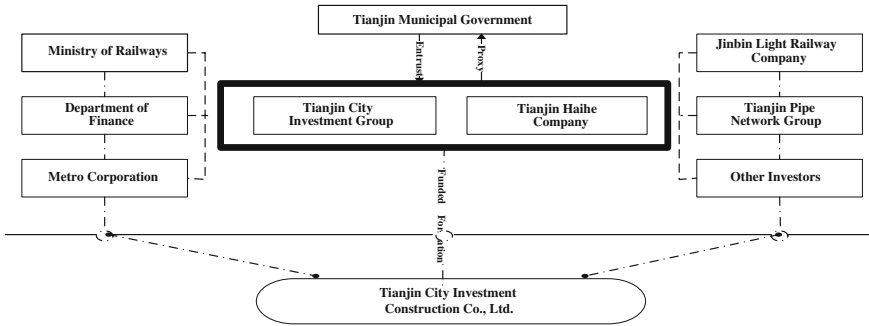 Tianjin Municipal Government
Ministry of Railways
Entrust
Proxy
Jinbin Light Railway
Company
Department of
Finance
Tianjin City
Investment Group
Tianjin Haihe
Company
Tianjin Pipe
Network Group
Metro Corporation
Other Investors
Funded Formation
Tianjin City Investment
Construction Co., Ltd.